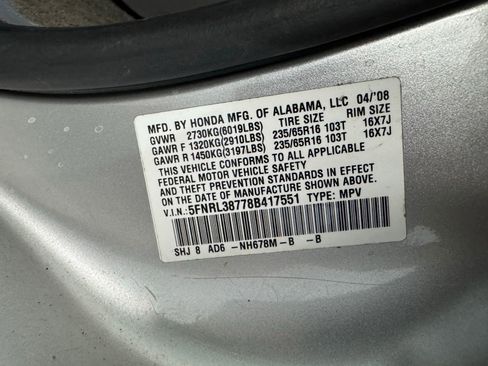 MFD. BY HONDA MFG. OF ALABAMA, LLC 04/'08
GVWR 2730KG(6019LBS) TIRE SIZE RIM SIZE
GAWR F 1320KG(2910LBS) 235/65R16 103T 16X7J
GAWR R 1450KG(3197LBS) 235/65R16 103T 16X7J
THIS VEHICLE CONFORMS TO ALL APPLICABLE
FEDERAL MOTOR VEHICLE SAFETY
AND THEFT PREVENTION STANDARDS IN EFFECT
ON THE DATE OF MANUFACTURE SHOWN ABOVE.
V.I.N.: 5FNRL38778B417551 TYPE: MPV
SHJ 8 AD6 -NH678M-B -B